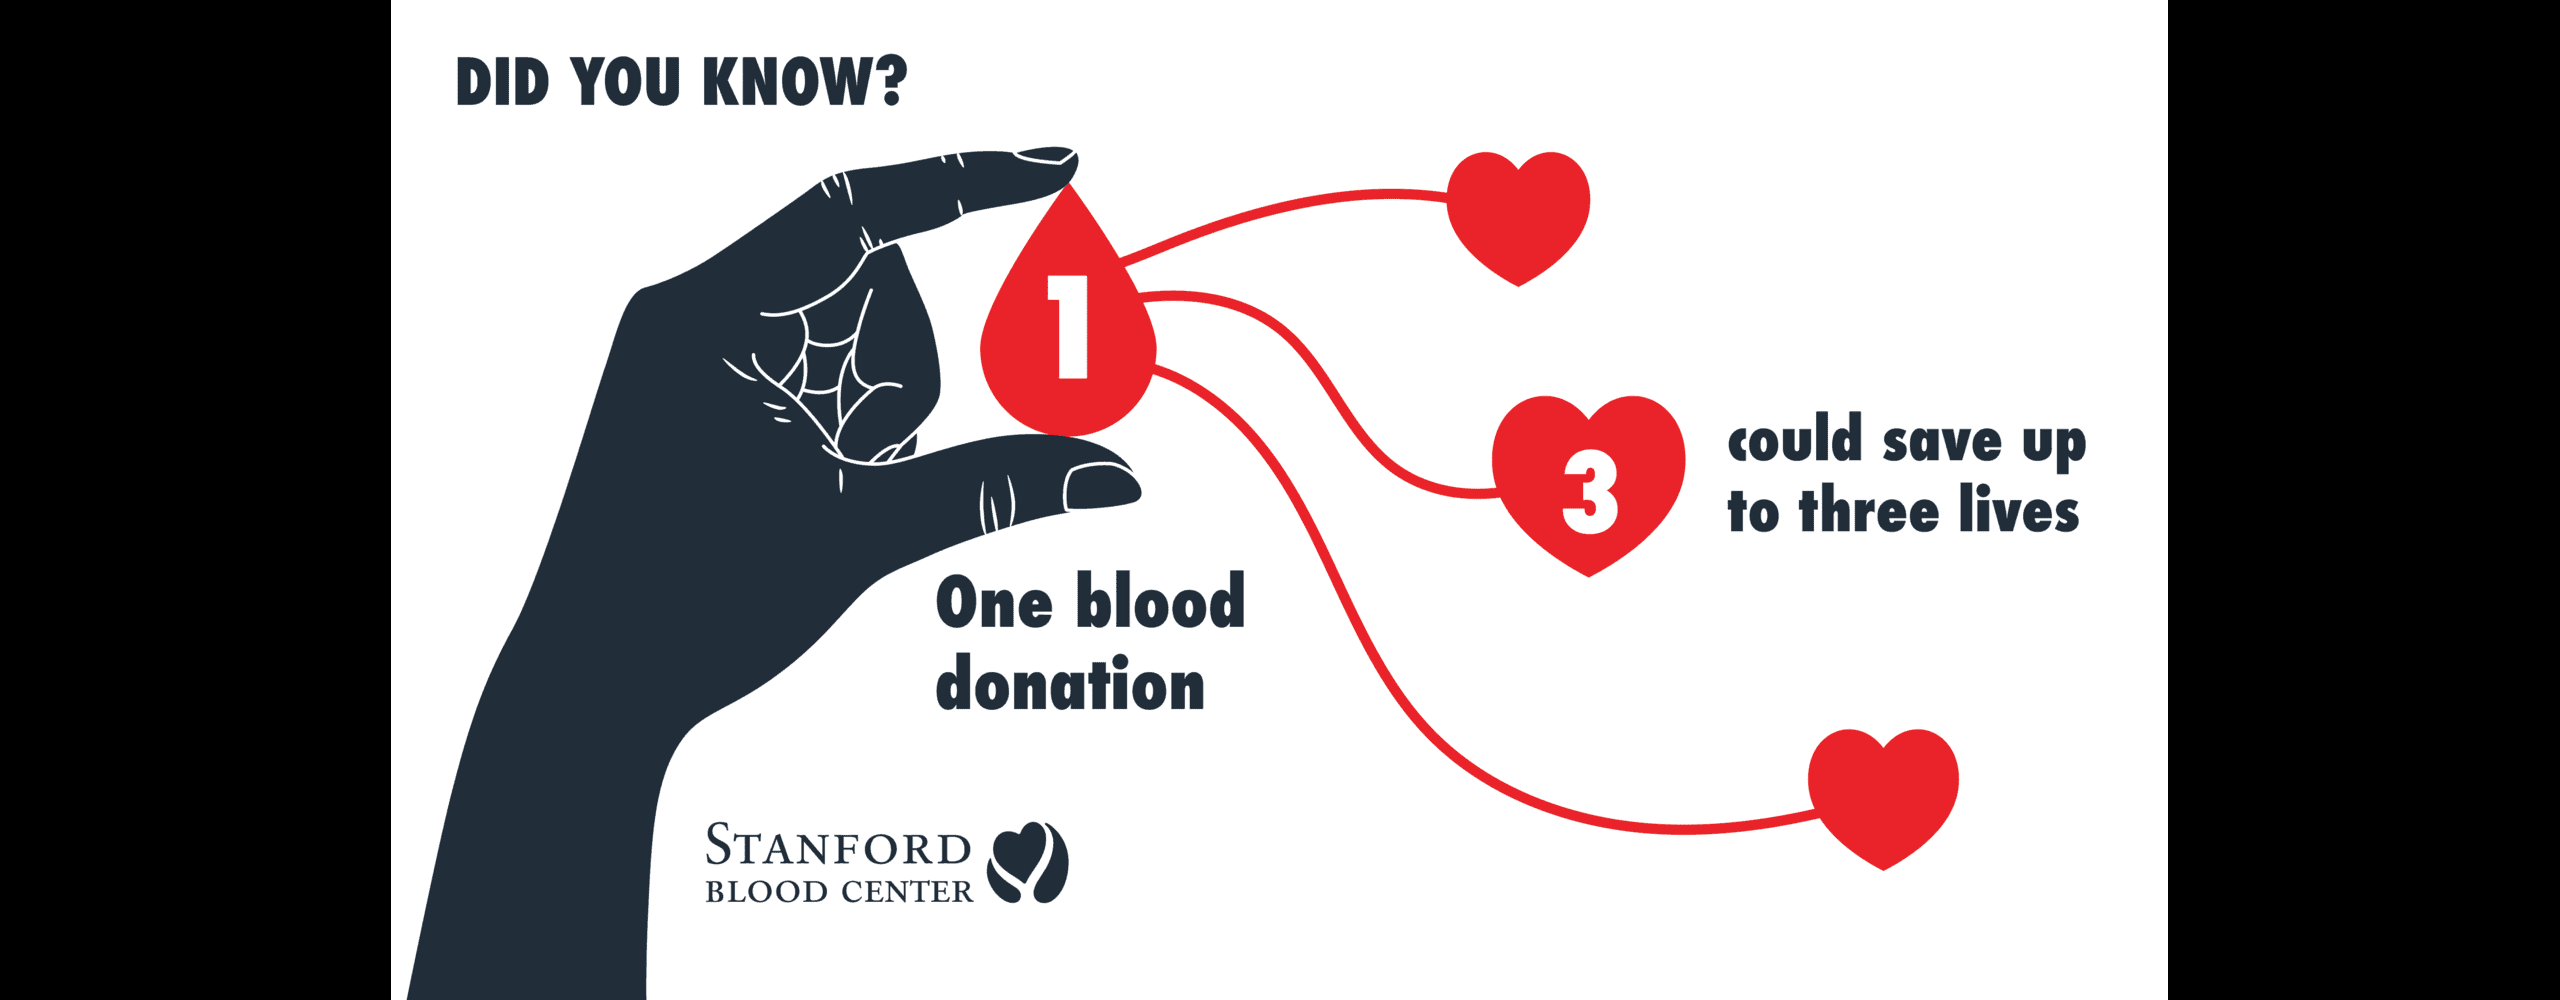 DID YOU KNOW?
1
One blood
donation
3
could save up
to three lives
STANFORD
BLOOD CENTER